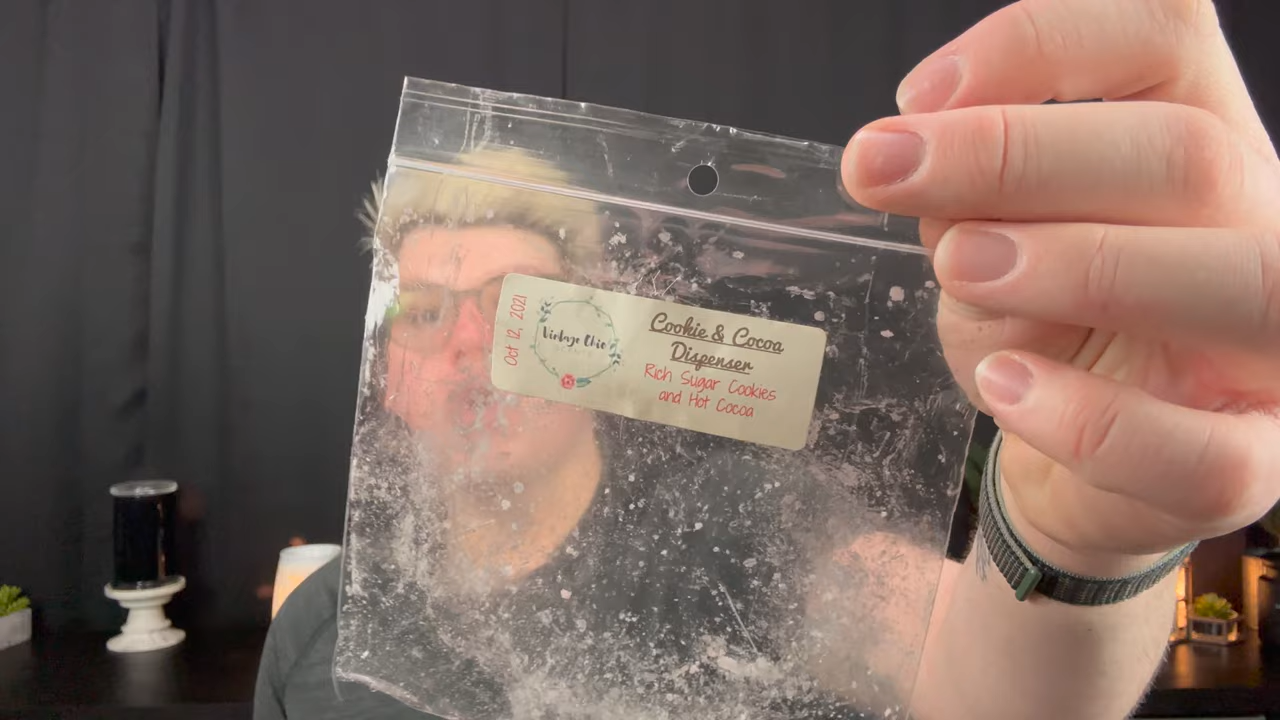 Oct 12, 2021
Vintage Chic
Cookie & Cocoa
Dispenser
Rich Sugar Cookies
and Hot Cocoa